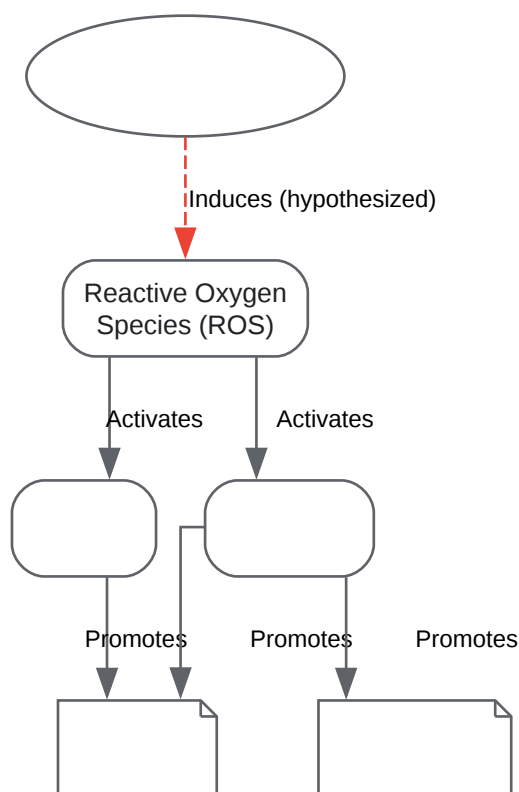 Induces (hypothesized)
Reactive Oxygen
Species (ROS)
Activates
Activates
Promotes
Promotes
Promotes